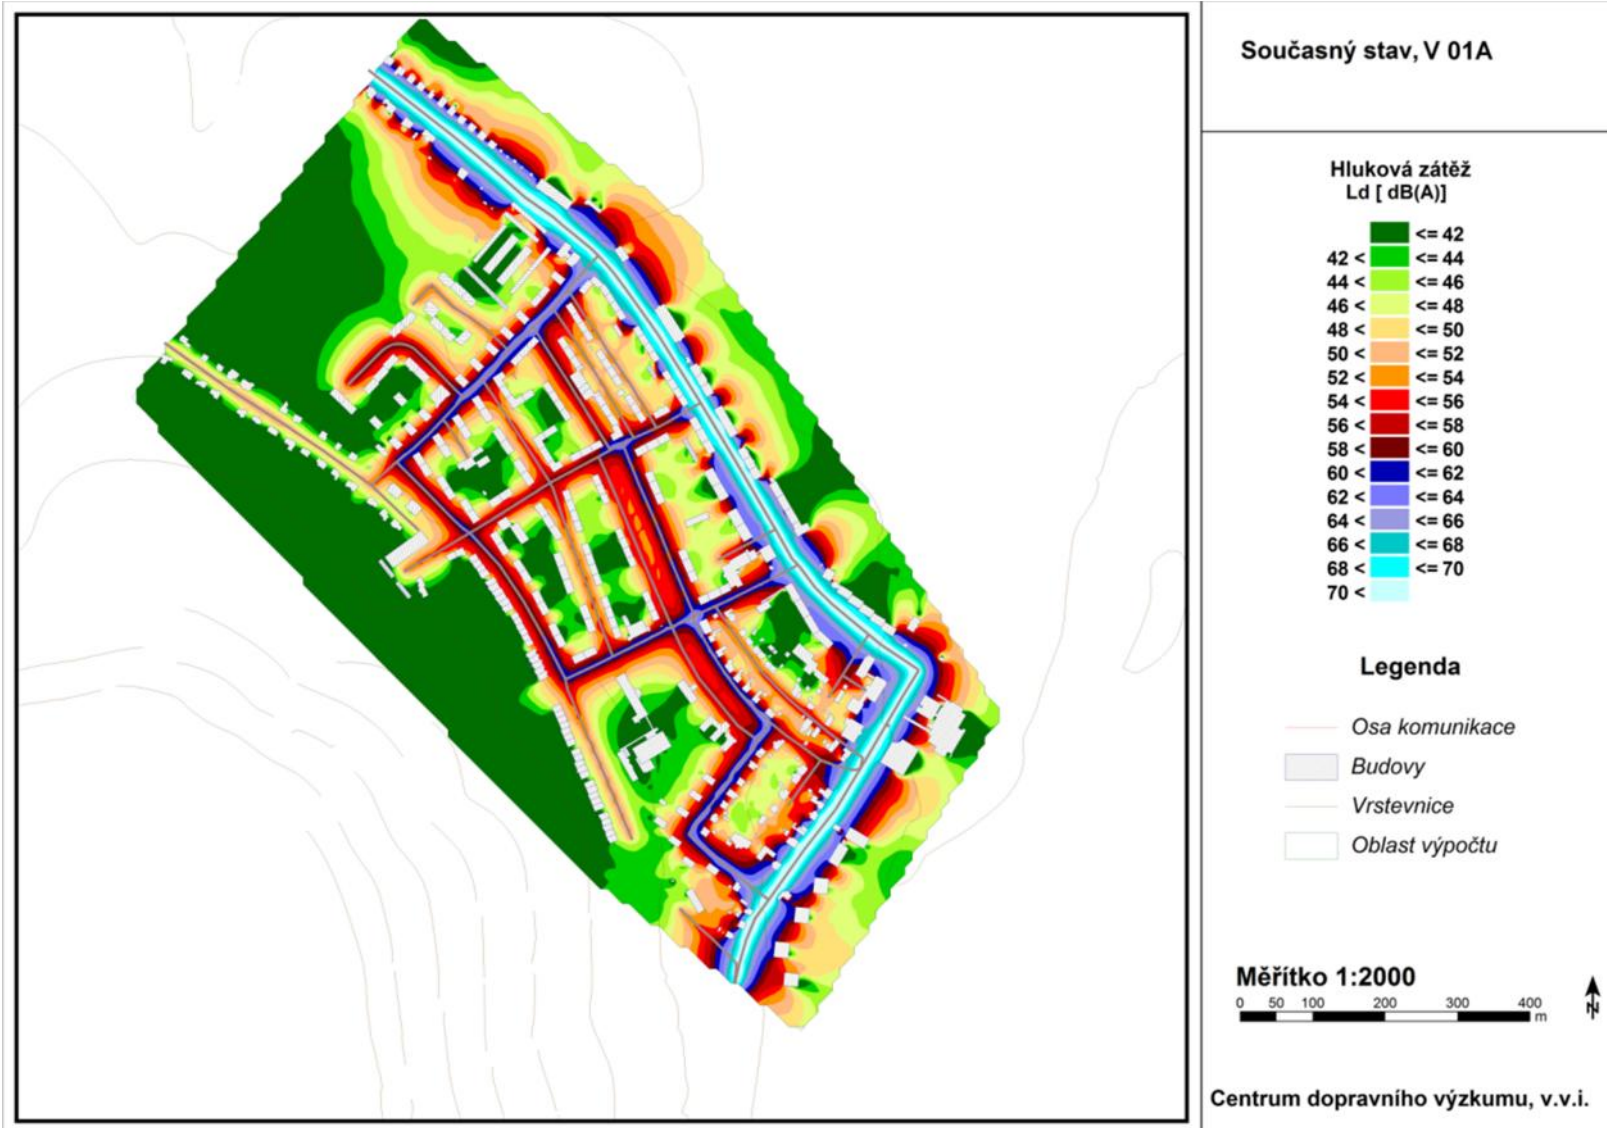 Současný stav, V 01A
Hluková zátěž
Ld [ dB(A)]
<= 42
42 < <= 44
44 < <= 46
46 < <= 48
48 < <= 50
50 < <= 52
52 < <= 54
54 < <= 56
56 < <= 58
58 < <= 60
60 < <= 62
62 < <= 64
64 < <= 66
66 < <= 68
68 < <= 70
70 <
Legenda
Osa komunikace
Budovy
Vrstevnice
Oblast výpočtu
Měřítko 1:2000
0 50 100 200 300 400
m
N
Centrum dopravního výzkumu, v.v.i.